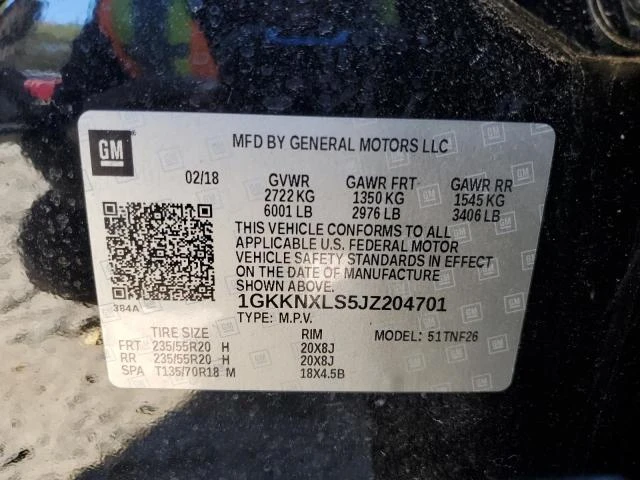 GM
MFD BY GENERAL MOTORS LLC
02/18 GVWR GAWR FRT GAWR RR
2722 KG 1350 KG 1545 KG
6001 LB 2976 LB 3406 LB
THIS VEHICLE CONFORMS TO ALL
APPLICABLE U.S. FEDERAL MOTOR
VEHICLE SAFETY STANDARDS IN EFFECT
ON THE DATE OF MANUFACTURE
SHOWN ABOVE.
384A 1GKKNXLS5JZ204701
TYPE: M.P.V.
TIRE SIZE RIM MODEL: 51TNF26
FRT 235/55R20 H 20X8J
RR 235/55R20 H 20X8J
SPA T135/70R18 M 18X4.5B